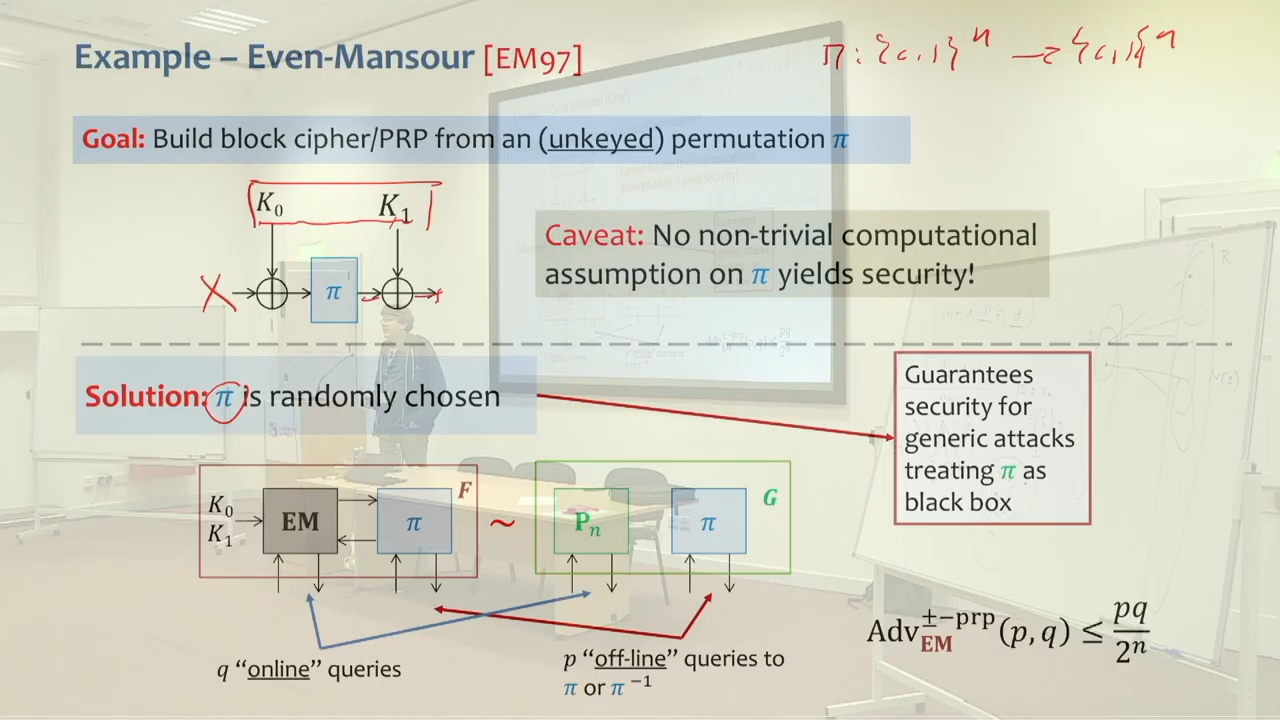 Example – Even-Mansour [EM97]
π : {0,1}ⁿ → {0,1}ⁿ
Goal: Build block cipher/PRP from an (unkeyed) permutation π
K₀ K₁
X π
Caveat: No non-trivial computational
assumption on π yields security!
Solution: π is randomly chosen
Guarantees
security for
generic attacks
treating π as
black box
K₀
K₁
EM π F ~ Pₙ π G
q “online” queries
p “off-line” queries to
π or π⁻¹
Adv_EM^±-prp(p, q) ≤ pq/2ⁿ